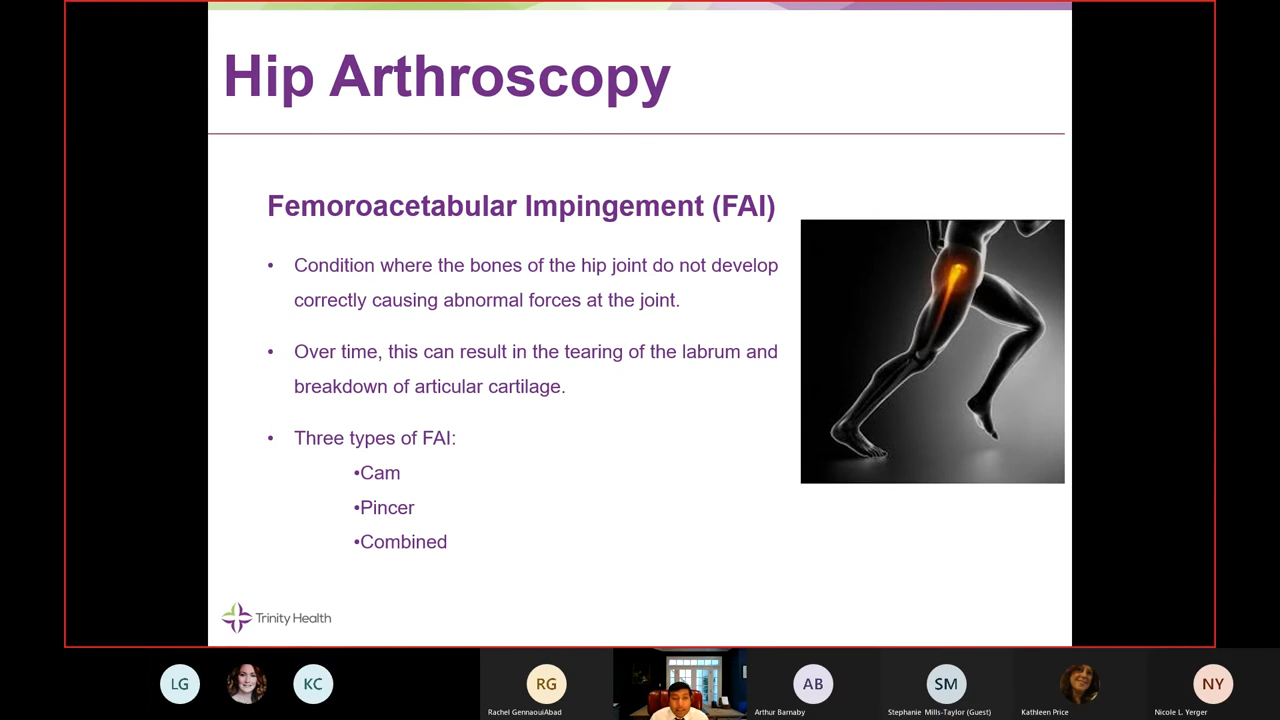 Hip Arthroscopy
Femoroacetabular Impingement (FAI)
• Condition where the bones of the hip joint do not develop
correctly causing abnormal forces at the joint.
• Over time, this can result in the tearing of the labrum and
breakdown of articular cartilage.
• Three types of FAI:
•Cam
•Pincer
•Combined
Trinity Health
LG
KC
RG
AB
SM
NY
Rachel GennaouiAbad
Arthur Barnaby
Stephanie Mills-Taylor (Guest)
Kathleen Price
Nicole L. Yerger